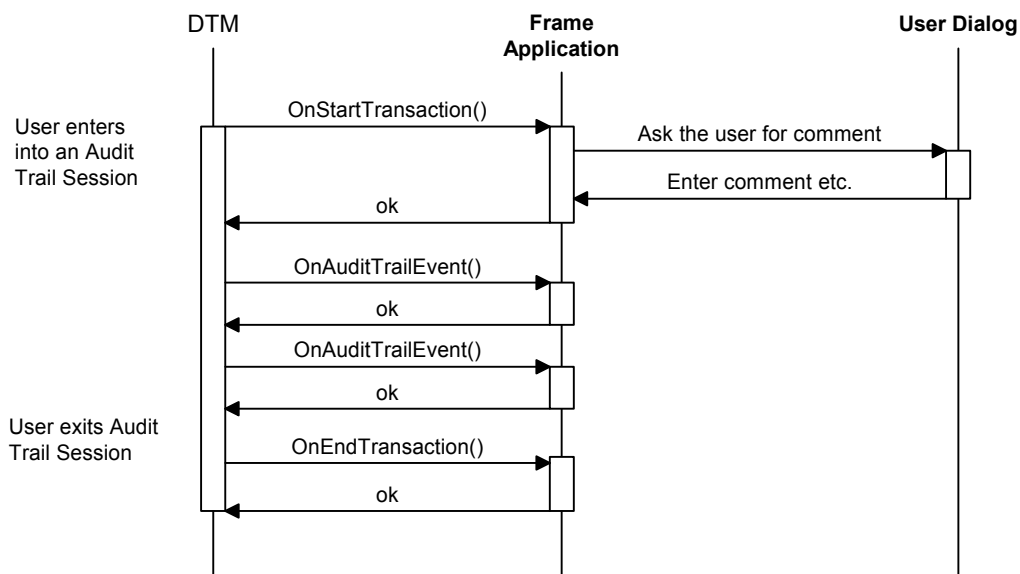 DTM
Frame
Application
User Dialog
OnStartTransaction()
User enters
into an Audit
Trail Session
Ask the user for comment
Enter comment etc.
ok
OnAuditTrailEvent()
ok
OnAuditTrailEvent()
ok
User exits Audit
Trail Session
OnEndTransaction()
ok